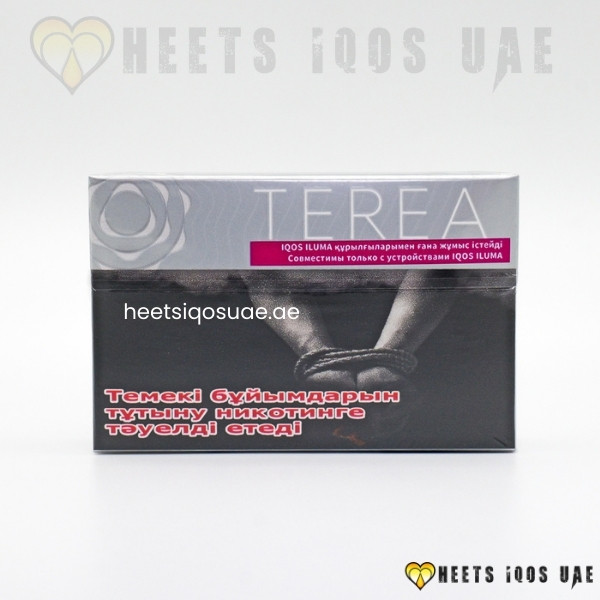 HEETS iQOS UAE
TEREA
IQOS ILUMA құрылғыларымен ғана жұмыс істейді
Совместимы только с устройствами IQOS ILUMA
heetsiqosuae.ae
Темекі бұйымдарын
тұтыну никотинге
тәуелді етеді
HEETS iQOS UAE